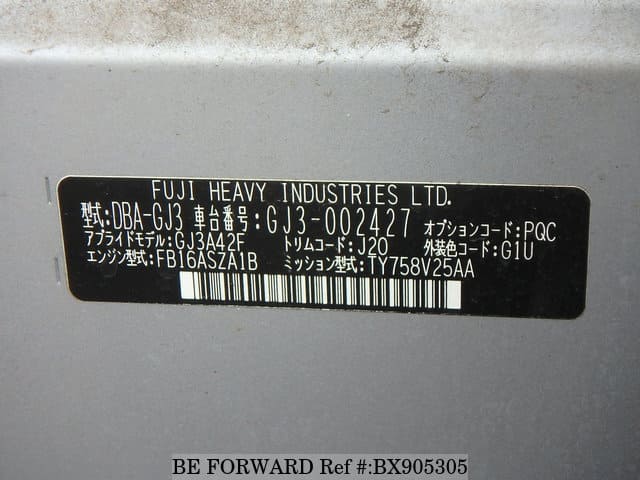 FUJI HEAVY INDUSTRIES LTD.
型式:DBA-GJ3 車台番号:GJ3-002427 オプションコード:PQC
アプライドモデル:GJ3A42F トリムコード:J20 外装色コード:G1U
エンジン型式:FB16ASZA1B ミッション型式:TY758V25AA
BE FORWARD Ref #:BX905305